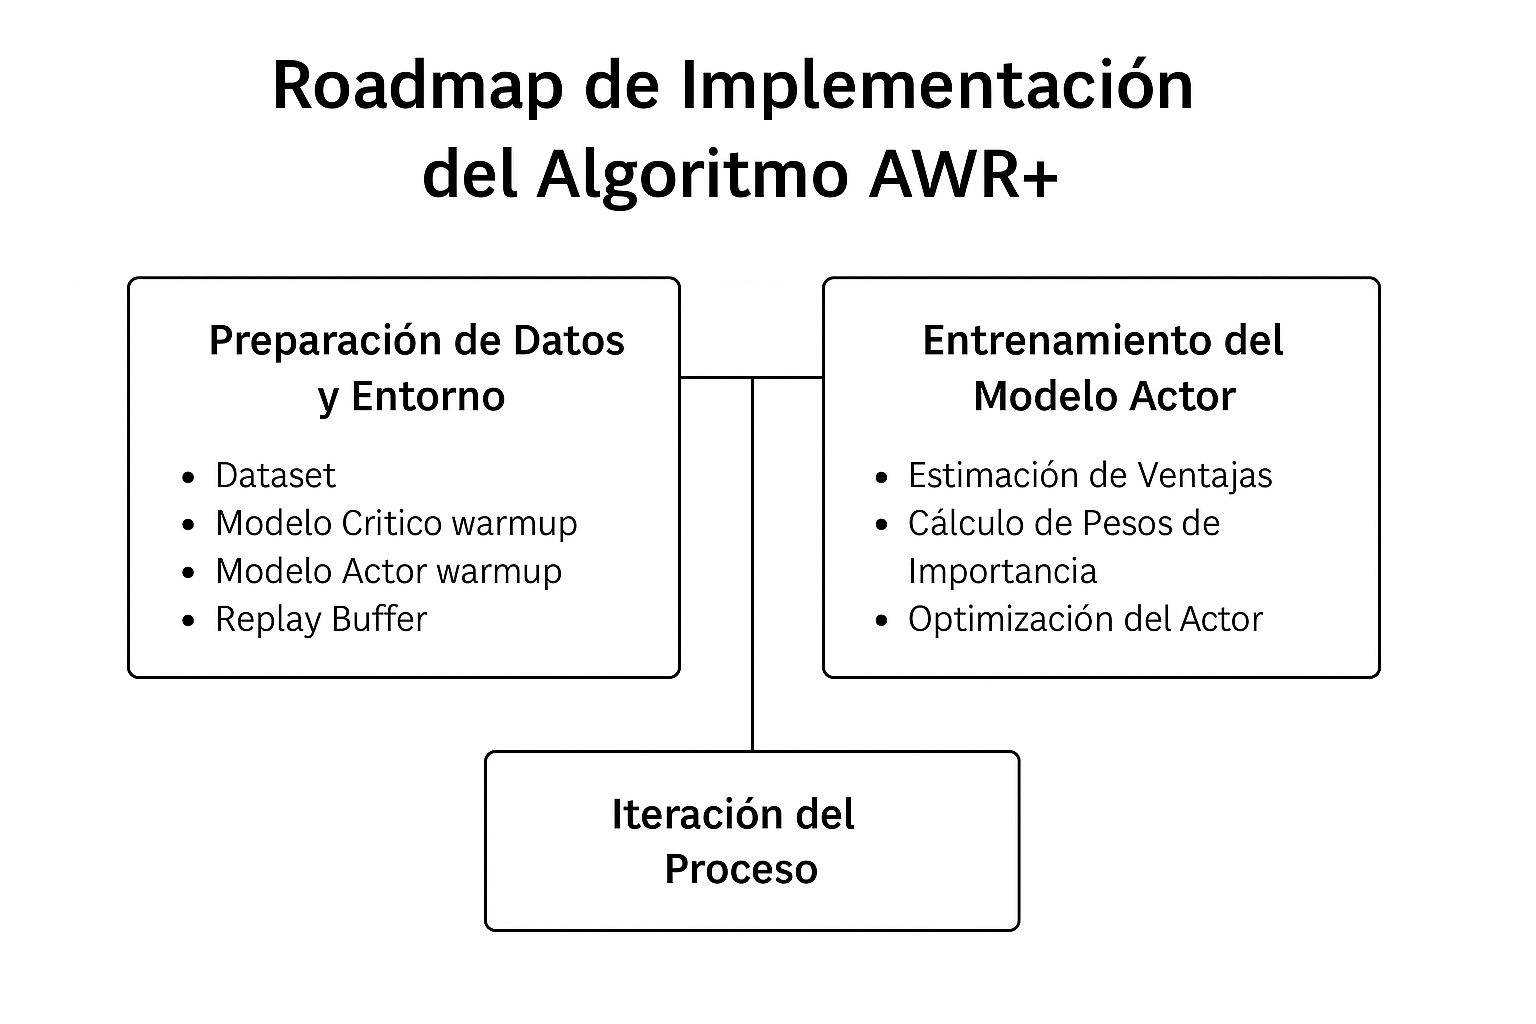 Roadmap de Implementación
del Algoritmo AWR+
Preparación de Datos
y Entorno
• Dataset
• Modelo Critico warmup
• Modelo Actor warmup
• Replay Buffer
Entrenamiento del
Modelo Actor
• Estimación de Ventajas
• Cálculo de Pesos de
Importancia
• Optimización del Actor
Iteración del
Proceso